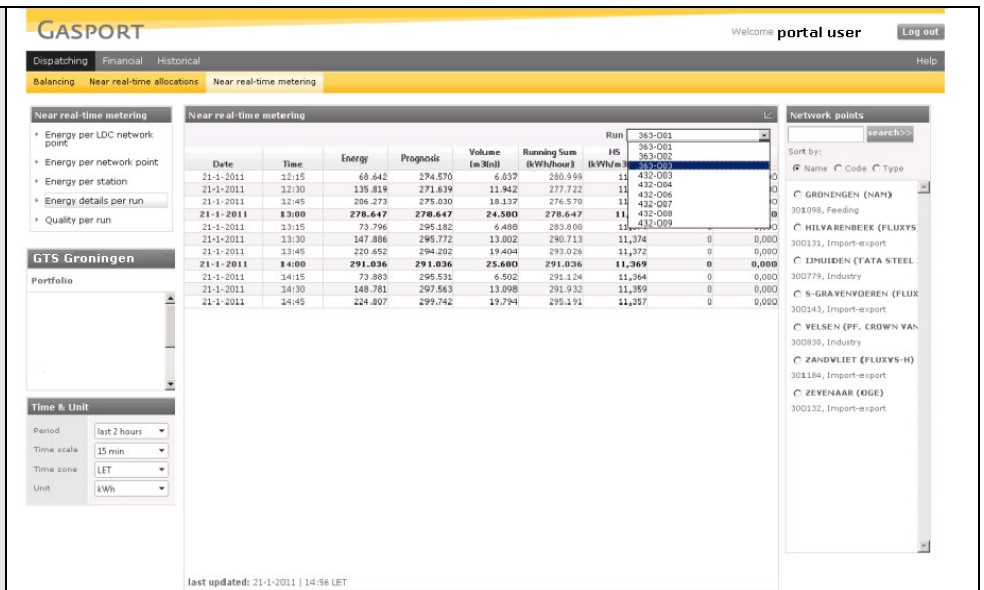 GASPORT
Welcome portal user
Log out
Dispatching Financial Historical Help
Balancing Near real-time allocations Near real-time metering
Near real-time metering
Energy per LDC network point
Energy per network point
Energy per station
Energy details per run
Quality per run
GTS Groningen
Portfolio
Time & Unit
Period last 2 hours
Time scale 15 min
Time zone LET
Unit kWh
Near real-time metering
Run 363-O01
363-O01
363-O02
363-O03
432-O03
432-O04
432-O06
432-O07
432-O08
432-O09
Date Time Energy Prognosis Volume [m3(n)] Running Sum [kWh/hour] HS
21-1-2011 12:15 68.642 274.570 6.037 280.999
21-1-2011 12:30 135.819 271.639 11.942 277.722
21-1-2011 12:45 206.273 275.030 18.137 276.570
21-1-2011 13:00 278.647 278.647 24.500 278.647
21-1-2011 13:15 73.796 295.182 6.488 283.800
21-1-2011 13:30 147.886 295.772 13.002 290.713 11,374 0 0,000
21-1-2011 13:45 220.652 294.202 19.404 293.026 11,372 0 0,000
21-1-2011 14:00 291.036 291.036 25.600 291.036 11,369 0 0,000
21-1-2011 14:15 73.883 295.531 6.502 291.124 11,364 0 0,000
21-1-2011 14:30 148.781 297.563 13.098 291.932 11,359 0 0,000
21-1-2011 14:45 224.807 299.742 19.794 295.191 11,357 0 0,000
last updated: 21-1-2011 | 14:56 LET
Network points
search>>
Sort by:
Name Code Type
GRONINGEN (NAM)
301098, Feeding
HILVARENBEEK (FLUXYS
300131, Import-export
IJMUIDEN (TATA STEEL
300779, Industry
S-GRAVENVOEREN (FLUX
300143, Import-export
VELSEN (PF. CROWN VAN
300830, Industry
ZANDVLIET (FLUXYS-H)
301184, Import-export
ZEVENAAR (OGE)
300132, Import-export